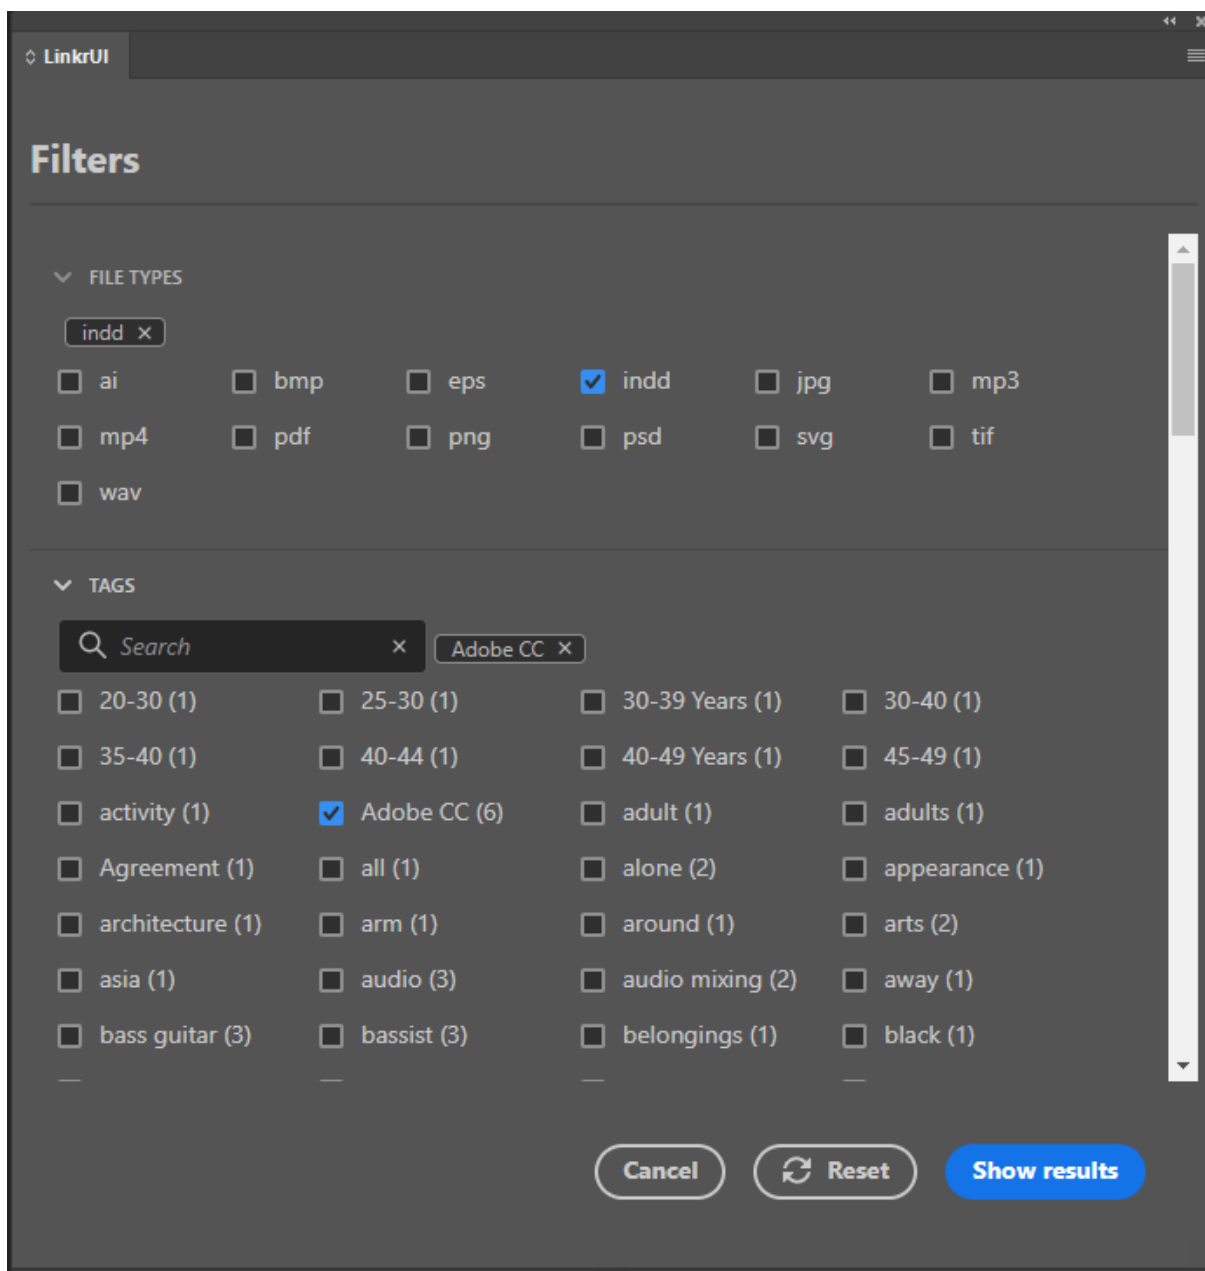 LinkrUI
Filters
FILE TYPES
indd ×
ai bmp eps indd jpg mp3
mp4 pdf png psd svg tif
wav
TAGS
Search × Adobe CC ×
20-30 (1) 25-30 (1) 30-39 Years (1) 30-40 (1)
35-40 (1) 40-44 (1) 40-49 Years (1) 45-49 (1)
activity (1) Adobe CC (6) adult (1) adults (1)
Agreement (1) all (1) alone (2) appearance (1)
architecture (1) arm (1) around (1) arts (2)
asia (1) audio (3) audio mixing (2) away (1)
bass guitar (3) bassist (3) belongings (1) black (1)
Cancel Reset Show results